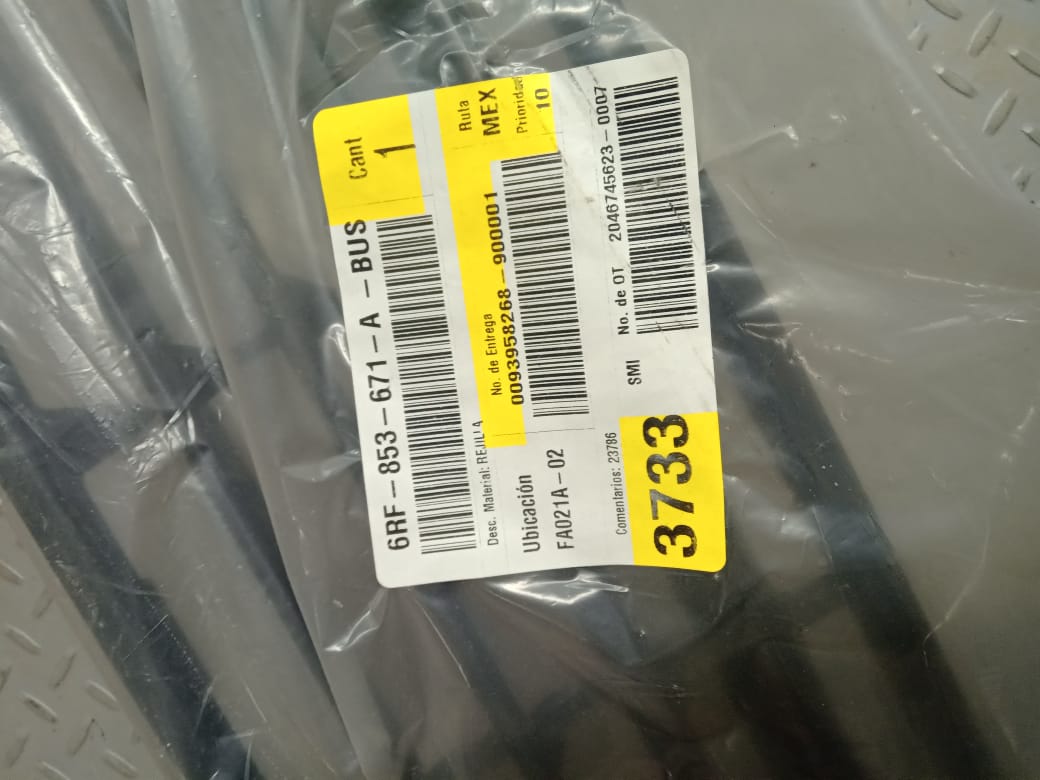 6RF-853-671-A -BUS
Cant
1
Desc. Material: REJILLA
No. de Entrega
0093958268-900001
Ruta
MEX
Prioridad
10
Ubicación
FA021A-02
Comentarios: 23786
3733
SMI
No. de OT 2046745623-0007